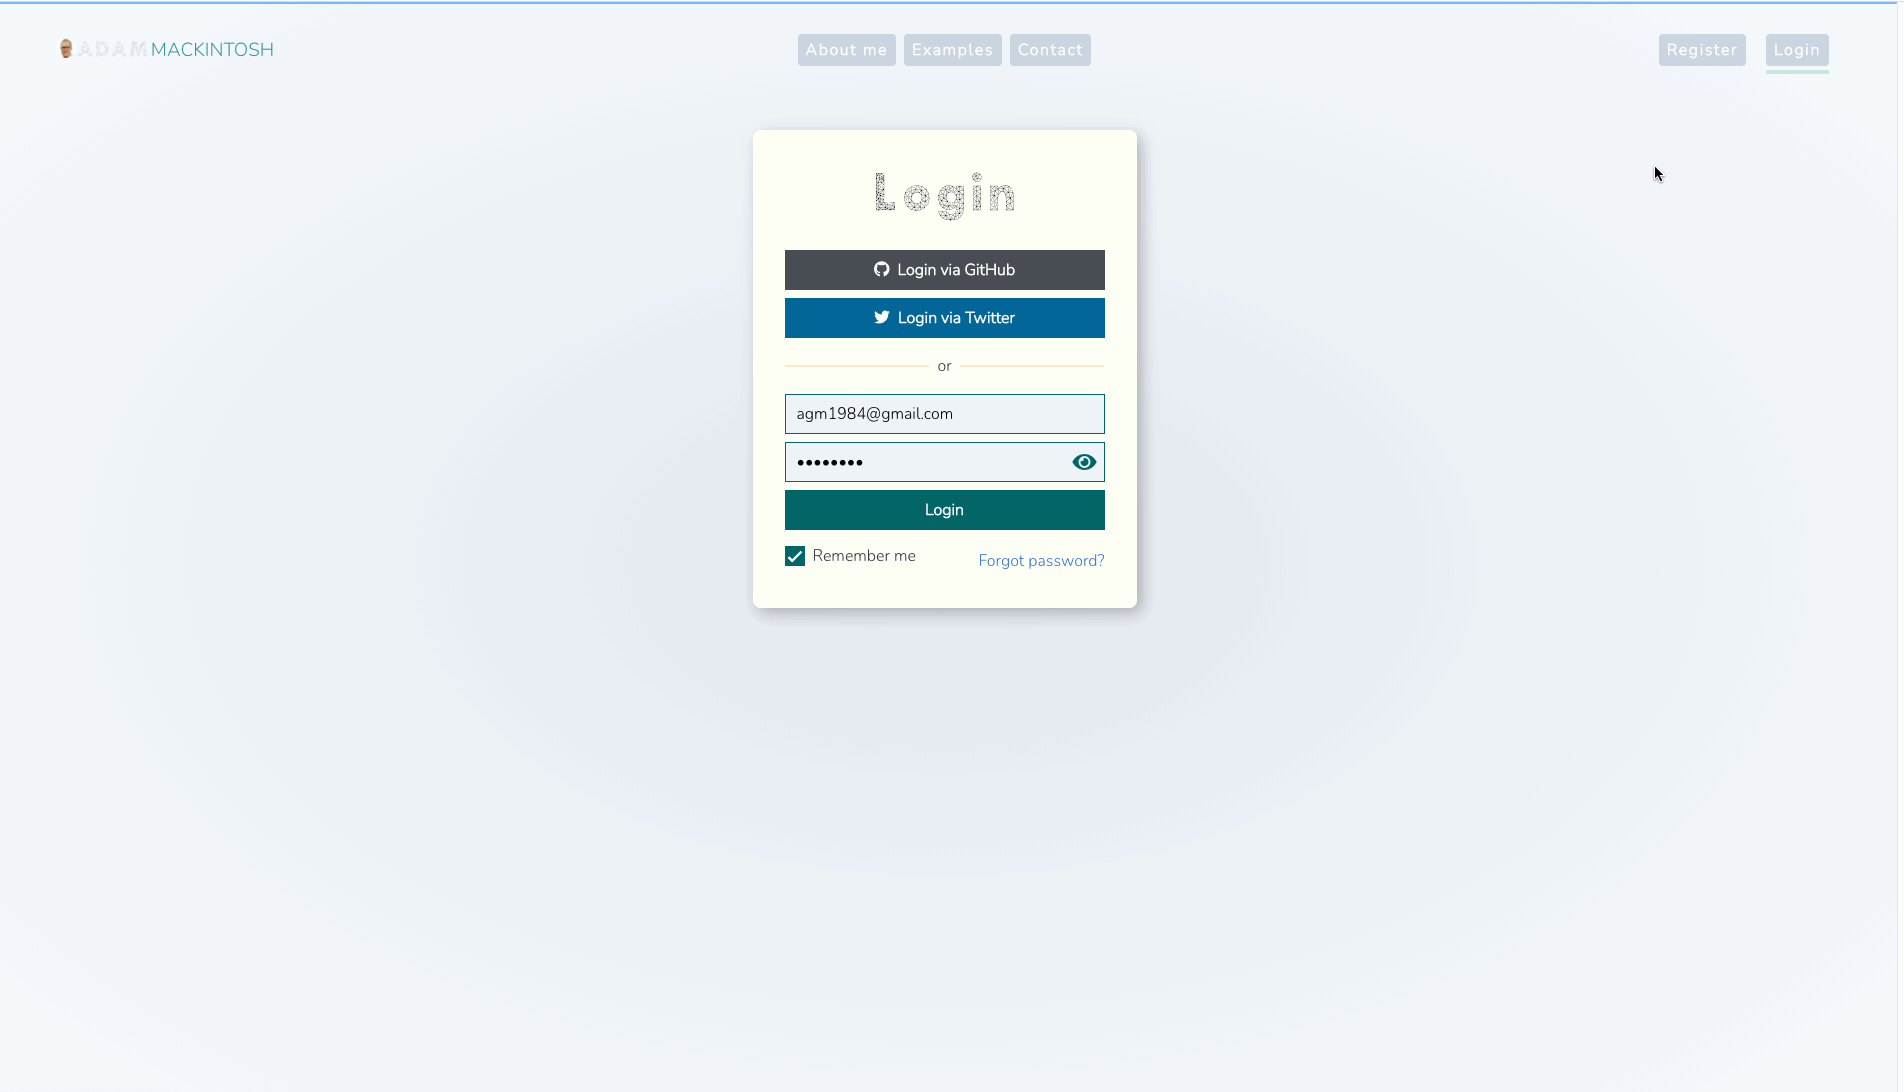 ADAM MACKINTOSH
About me Examples Contact
Register Login
Login
Login via GitHub
Login via Twitter
or
agm1984@gmail.com
••••••••
Login
Remember me Forgot password?